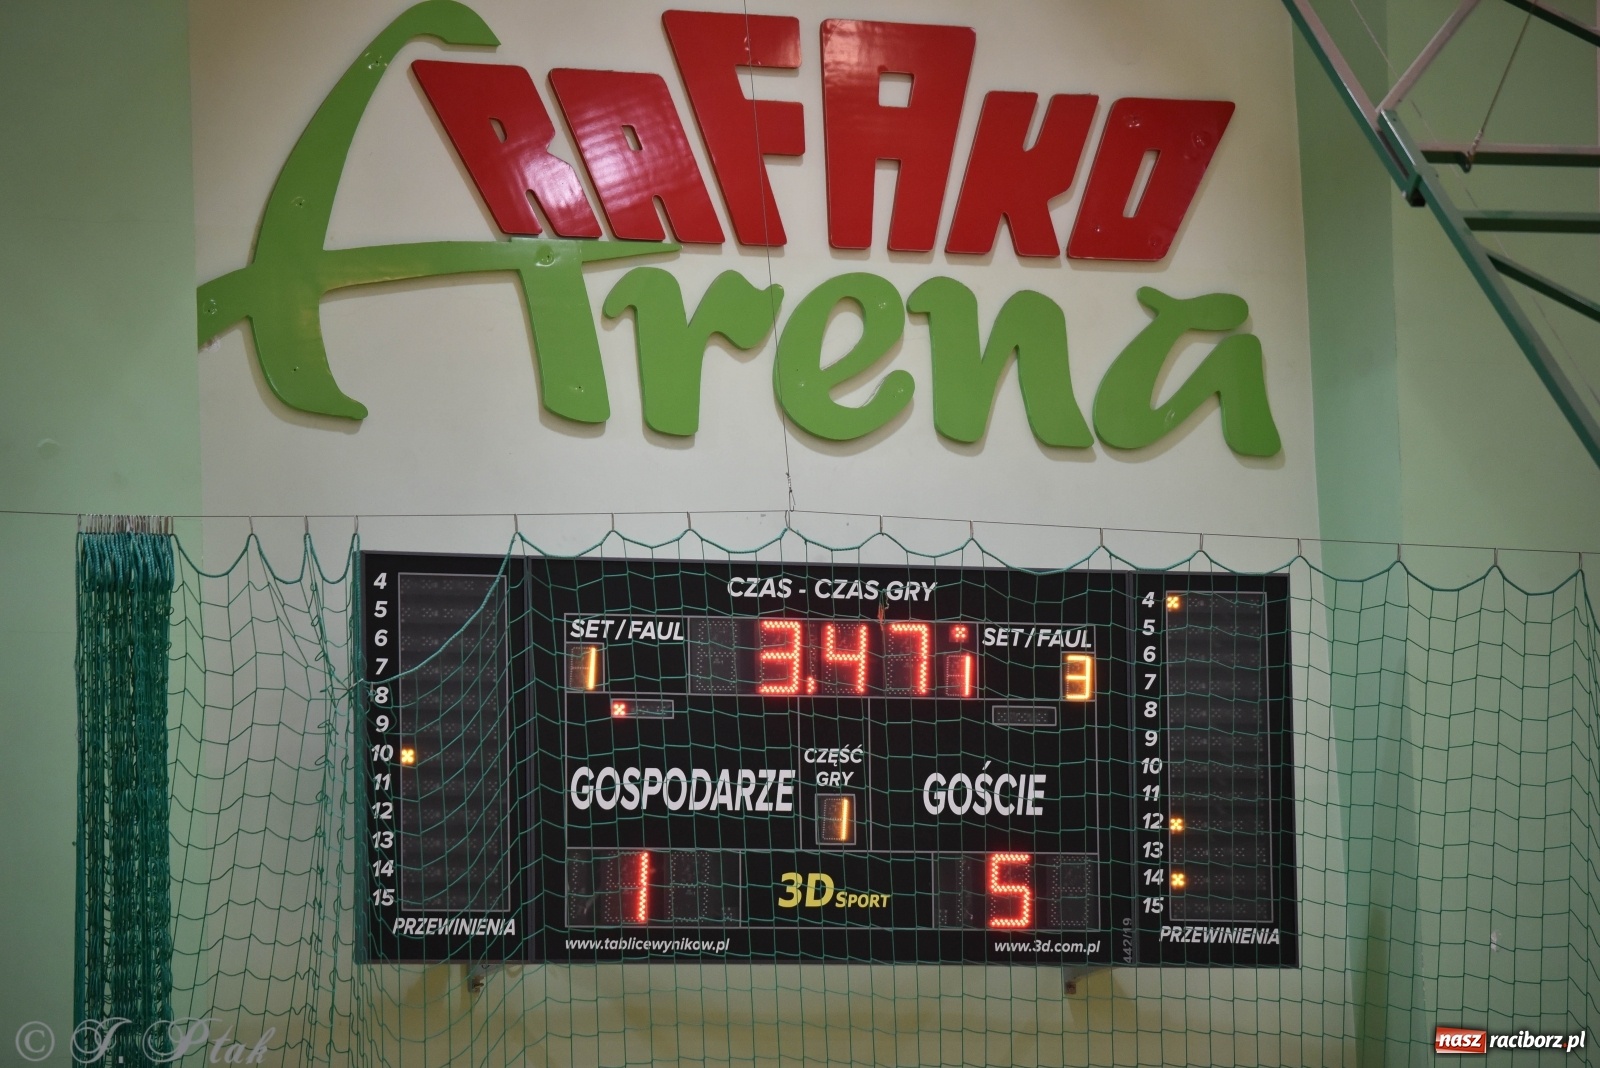 RAFAKO
Arena
CZAS - CZAS GRY
SET/FAUL 3.47 1 SET/FAUL
1 3
GOSPODARZE CZĘŚĆ GRY GOŚCIE
1
1 3D SPORT 5
www.tablicewynikow.pl www.3d.com.pl
4
5
6
7
8
9
10
11
12
13
14
15
PRZEWINIENIA
4
5
6
7
8
9
10
11
12
13
14
15
PRZEWINIENIA
442/19
© J. Ptak
nasz raciborz.pl